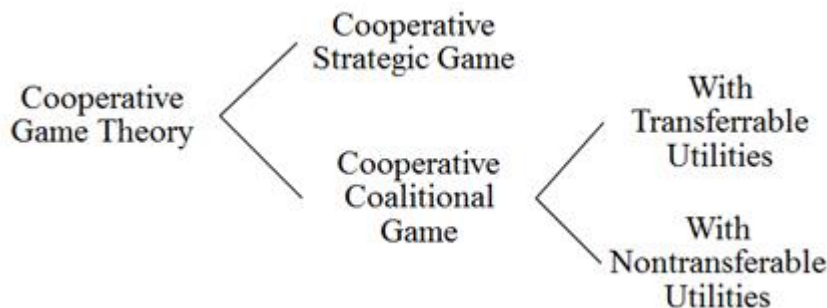 Cooperative
Game Theory
Cooperative
Strategic Game
Cooperative
Coalitional
Game
With
Transferrable
Utilities
With
Nontransferable
Utilities